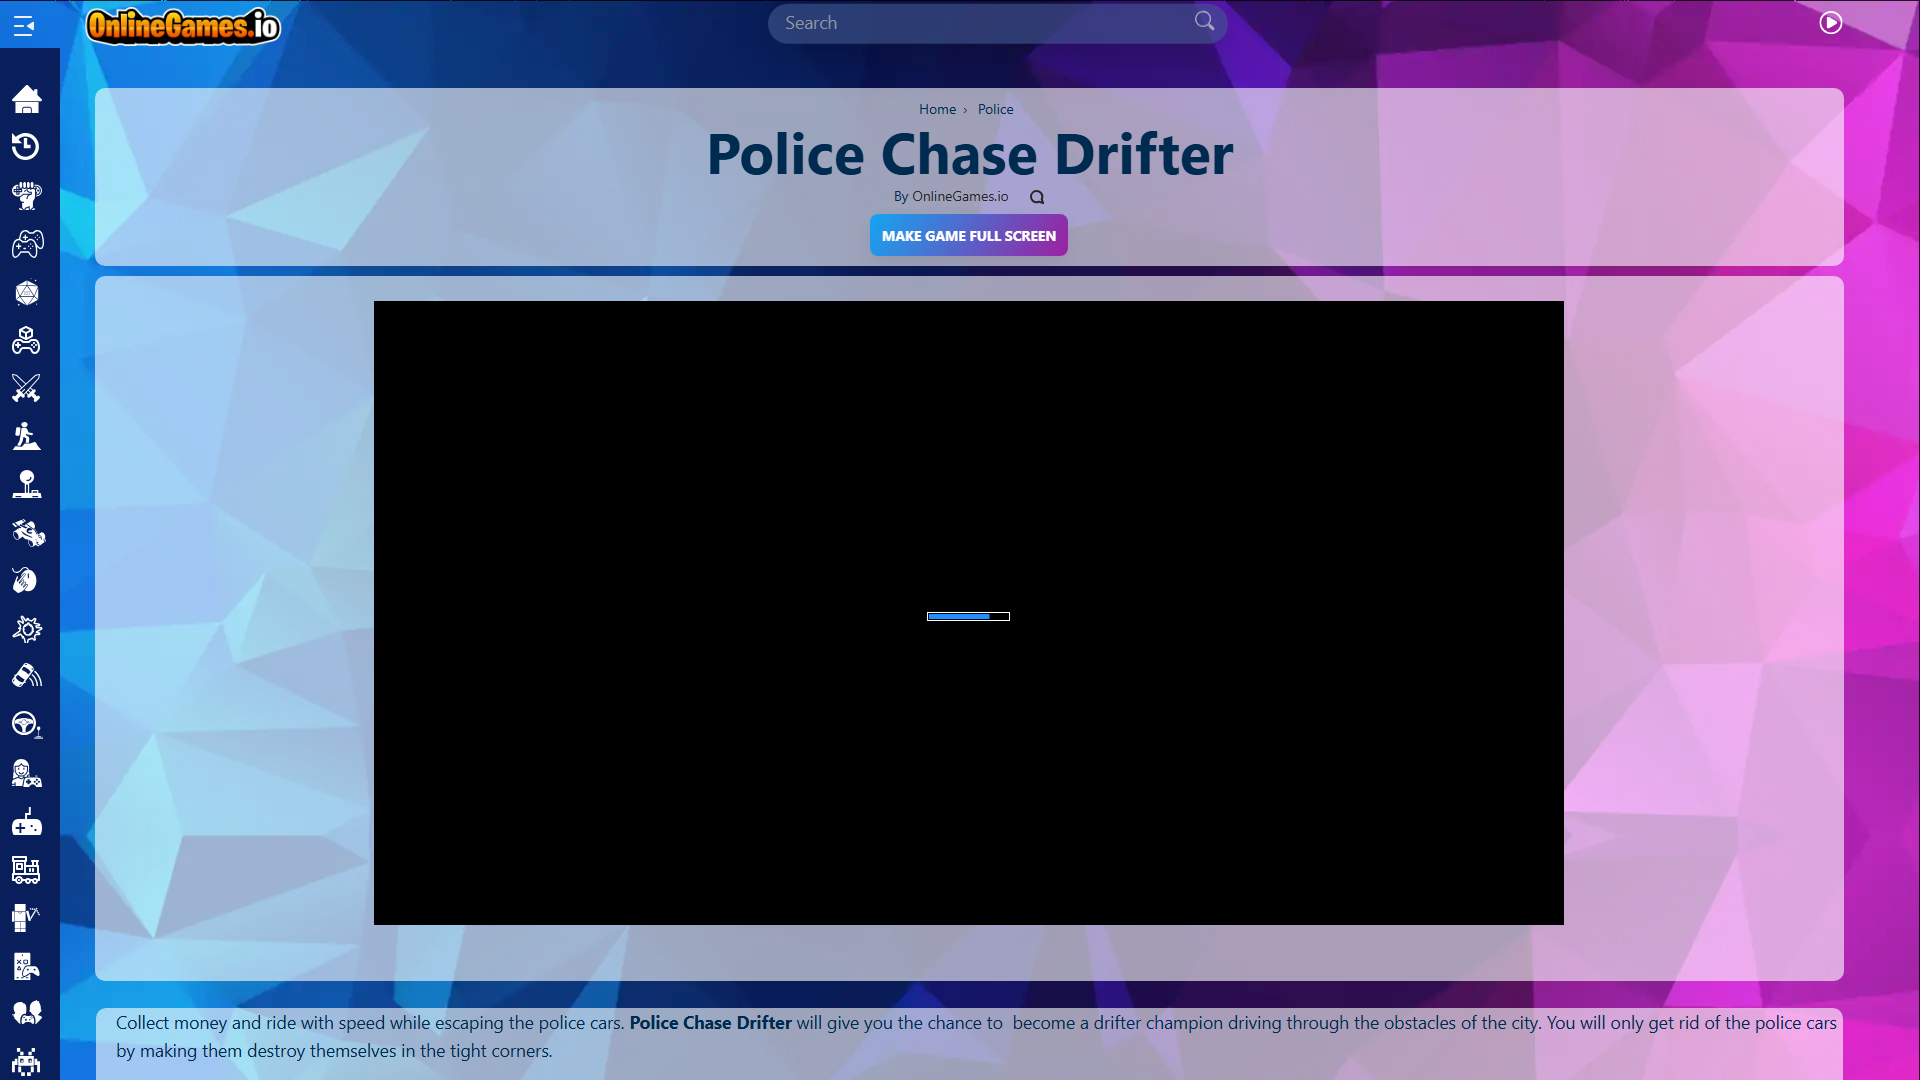 OnlineGames.io
Search
Home › Police
Police Chase Drifter
By OnlineGames.io
MAKE GAME FULL SCREEN
Collect money and ride with speed while escaping the police cars. Police Chase Drifter will give you the chance to become a drifter champion driving through the obstacles of the city. You will only get rid of the police cars
by making them destroy themselves in the tight corners.